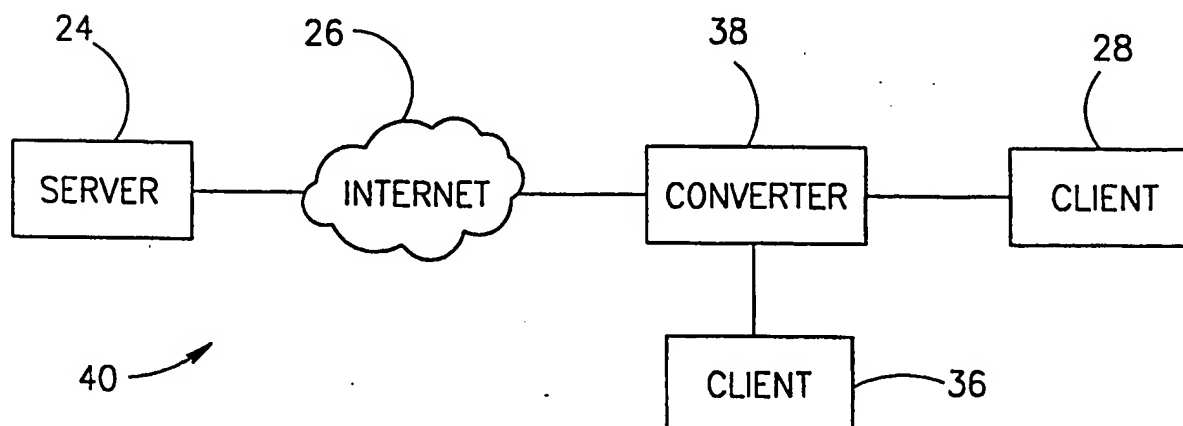 24
26
38
28
SERVER
INTERNET
CONVERTER
CLIENT
40
CLIENT
36